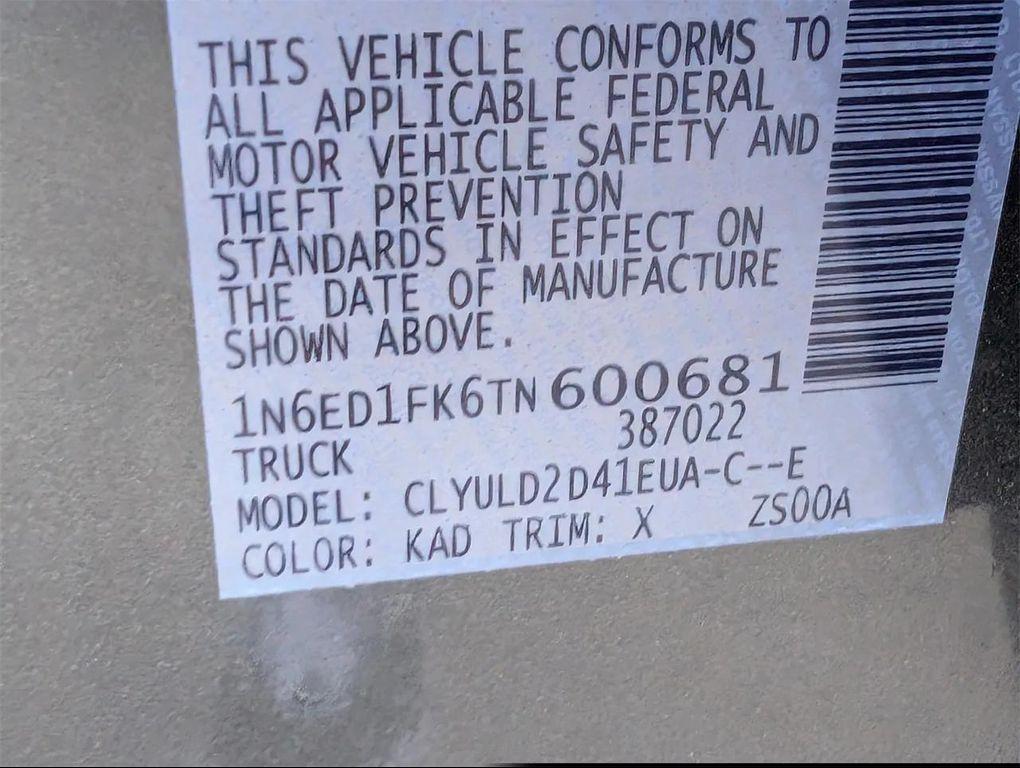 THIS VEHICLE CONFORMS TO
ALL APPLICABLE FEDERAL
MOTOR VEHICLE SAFETY AND
THEFT PREVENTION
STANDARDS IN EFFECT ON
THE DATE OF MANUFACTURE
SHOWN ABOVE.
1N6ED1FK6TN600681
387022
TRUCK
MODEL: CLYULD2D41EUA-C--E
COLOR: KAD TRIM: X ZS00A